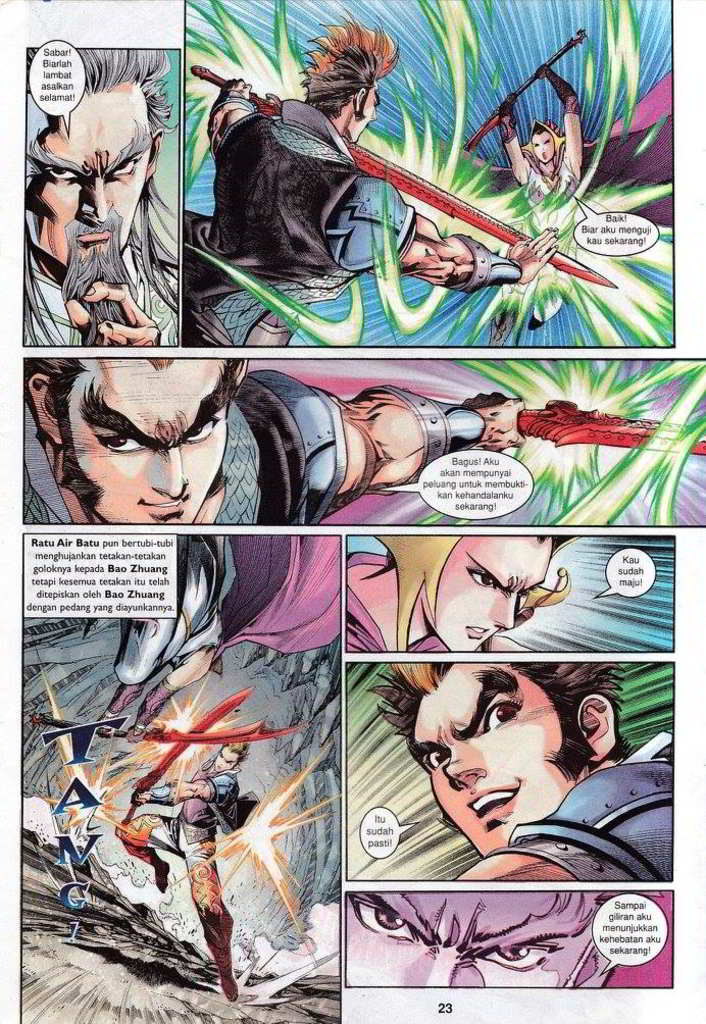 Sabar!
Biarlah
lambat
asalkan
selamat!
Baik!
Biar aku menguji
kau sekarang!
Bagus! Aku
akan mempunyai
peluang untuk membukti-
kan kehandalanku
sekarang!
Ratu Air Batu pun bertubi-tubi
menghujankan tetakan-tetakan
goloknya kepada Bao Zhuang
tetapi kesemua tetakan itu telah
ditepiskan oleh Bao Zhuang
dengan pedang yang diayunkannya.
TANG!
Kau
sudah
maju!
Itu
sudah
pasti!
Sampai
giliran aku
menunjukkan
kehebatan aku
sekarang!
23